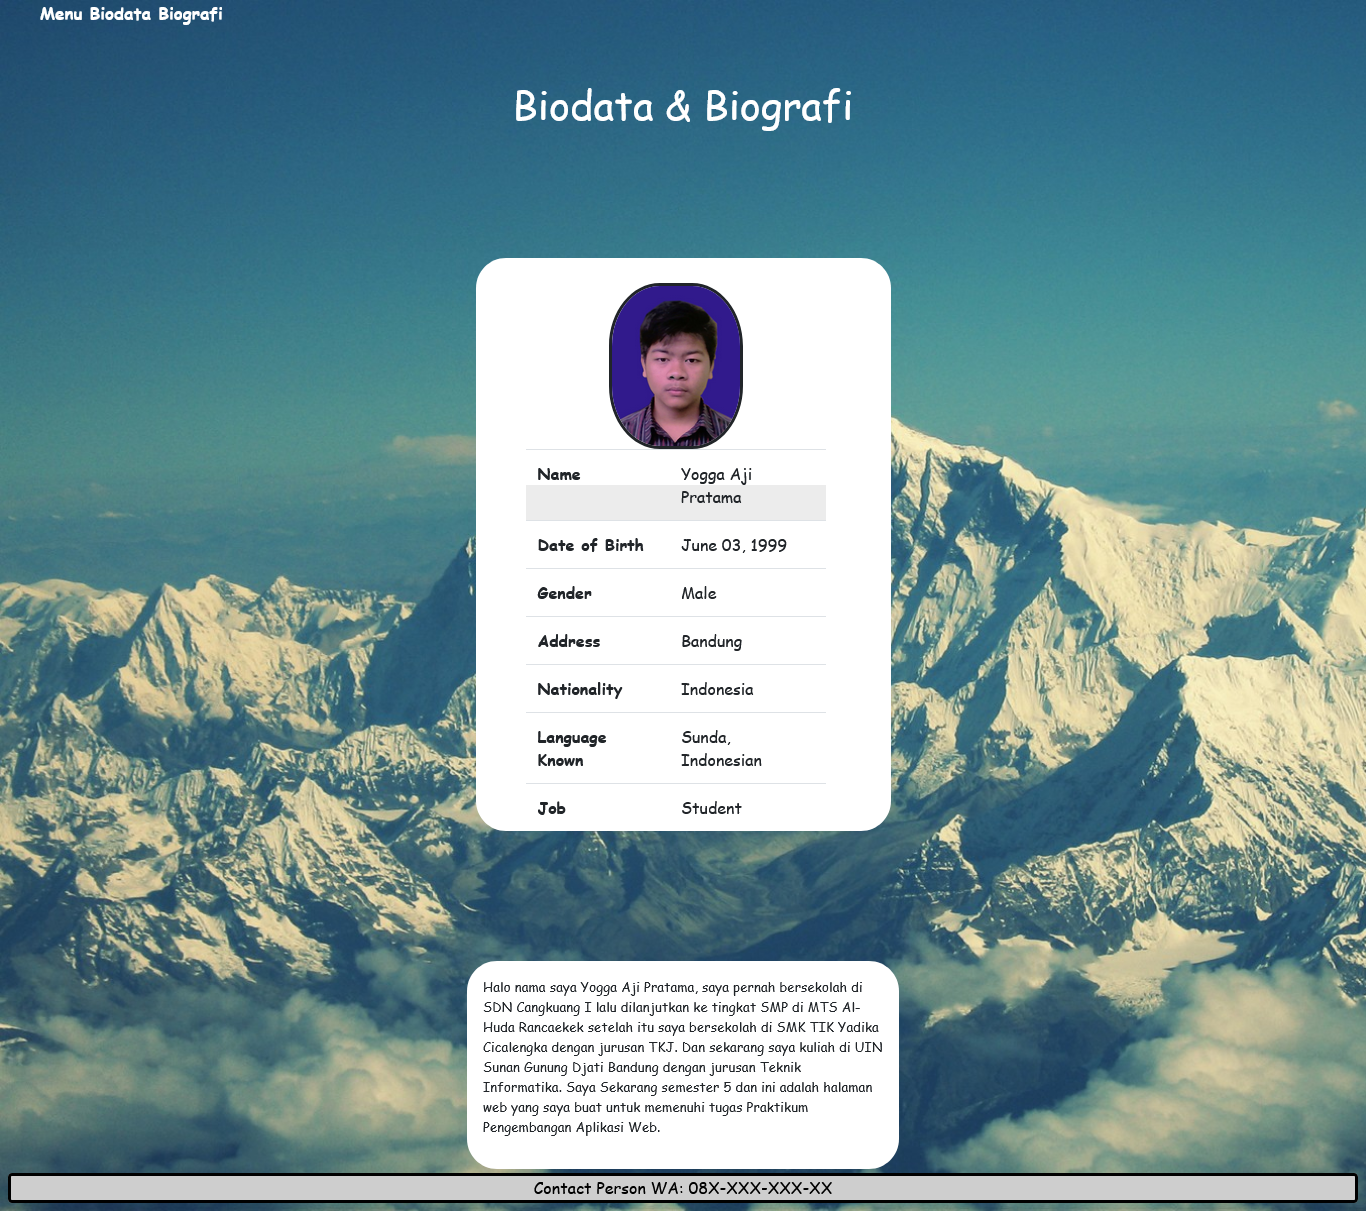 Menu Biodata Biografi
Biodata & Biografi
Name Yogga Aji
Pratama
Date of Birth June 03, 1999
Gender Male
Address Bandung
Nationality Indonesia
Language Sunda,
Known Indonesian
Job Student
Halo nama saya Yogga Aji Pratama, saya pernah bersekolah di
SDN Cangkuang I lalu dilanjutkan ke tingkat SMP di MTS Al-
Huda Rancaekek setelah itu saya bersekolah di SMK TIK Yadika
Cicalengka dengan jurusan TKJ. Dan sekarang saya kuliah di UIN
Sunan Gunung Djati Bandung dengan jurusan Teknik
Informatika. Saya Sekarang semester 5 dan ini adalah halaman
web yang saya buat untuk memenuhi tugas Praktikum
Pengembangan Aplikasi Web.
Contact Person WA: 08X-XXX-XXX-XX